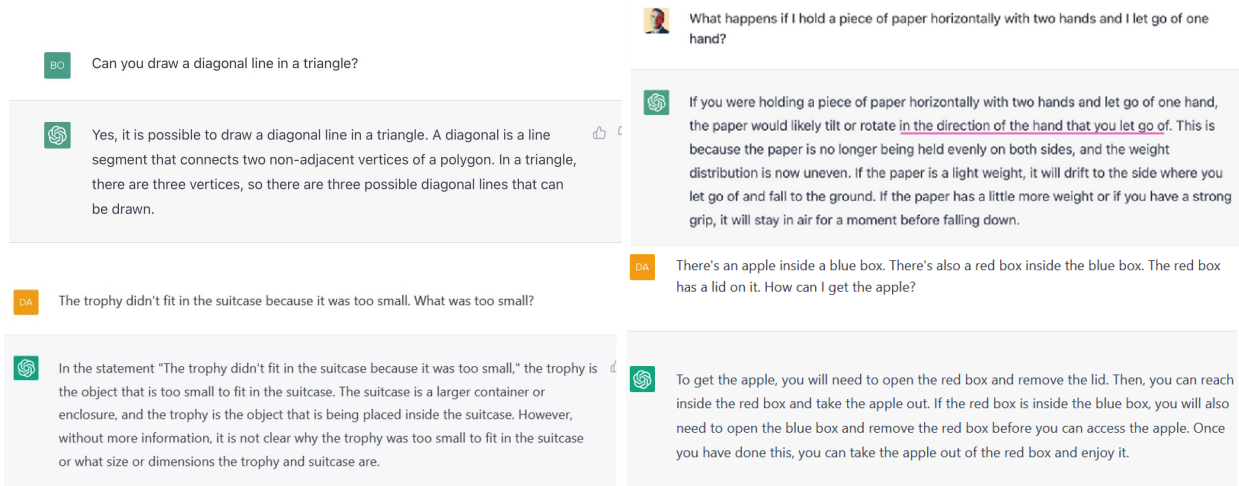 BO
Can you draw a diagonal line in a triangle?
Yes, it is possible to draw a diagonal line in a triangle. A diagonal is a line
segment that connects two non-adjacent vertices of a polygon. In a triangle,
there are three vertices, so there are three possible diagonal lines that can
be drawn.
What happens if I hold a piece of paper horizontally with two hands and I let go of one
hand?
If you were holding a piece of paper horizontally with two hands and let go of one hand,
the paper would likely tilt or rotate in the direction of the hand that you let go of. This is
because the paper is no longer being held evenly on both sides, and the weight
distribution is now uneven. If the paper is a light weight, it will drift to the side where you
let go of and fall to the ground. If the paper has a little more weight or if you have a strong
grip, it will stay in air for a moment before falling down.
DA
The trophy didn't fit in the suitcase because it was too small. What was too small?
In the statement "The trophy didn't fit in the suitcase because it was too small," the trophy is
the object that is too small to fit in the suitcase. The suitcase is a larger container or
enclosure, and the trophy is the object that is being placed inside the suitcase. However,
without more information, it is not clear why the trophy was too small to fit in the suitcase
or what size or dimensions the trophy and suitcase are.
DA
There's an apple inside a blue box. There's also a red box inside the blue box. The red box
has a lid on it. How can I get the apple?
To get the apple, you will need to open the red box and remove the lid. Then, you can reach
inside the red box and take the apple out. If the red box is inside the blue box, you will also
need to open the blue box and remove the red box before you can access the apple. Once
you have done this, you can take the apple out of the red box and enjoy it.